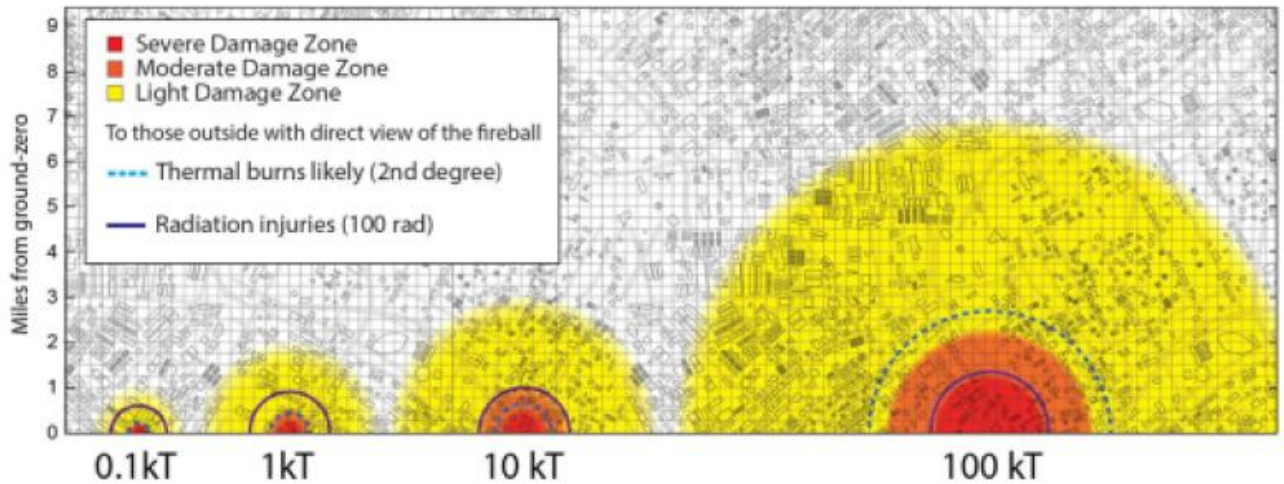 9
8
7
6
5
4
3
2
1
0
Miles from ground-zero
Severe Damage Zone
Moderate Damage Zone
Light Damage Zone
To those outside with direct view of the fireball
Thermal burns likely (2nd degree)
Radiation injuries (100 rad)
0.1kT 1kT 10 kT 100 kT